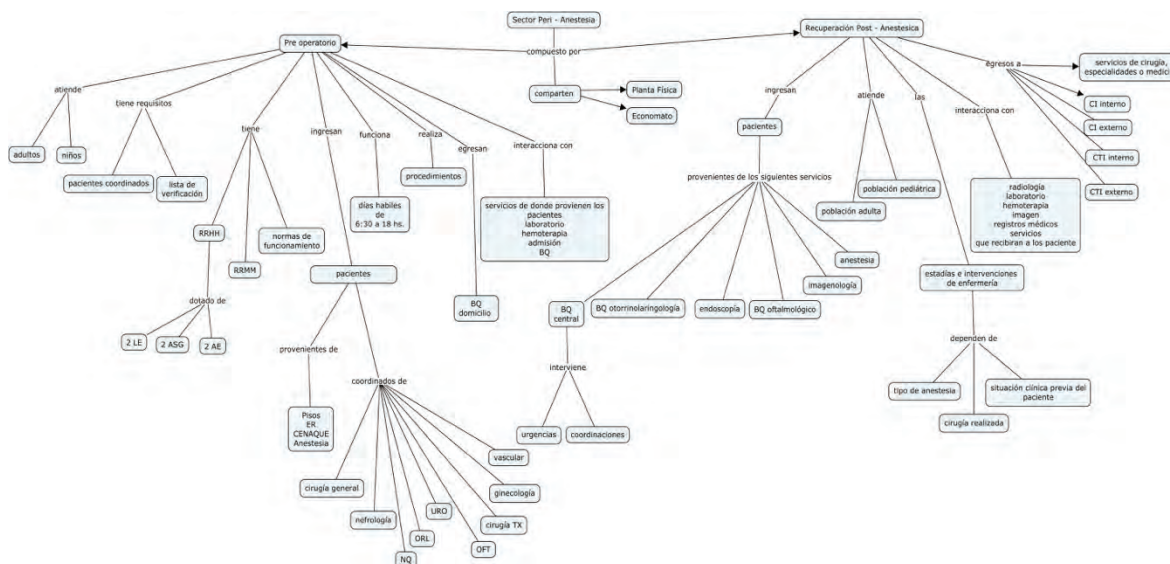 Sector Peri - Anestesia
compuesto por
Pre operatorio
Recuperación Post - Anestesica
comparten
Planta Física
Economato
atiende
adultos
niños
tiene requisitos
pacientes coordinados
lista de
verificación
tiene
RRHH
RRMM
normas de
funcionamiento
dotado de
2 LE
2 ASG
2 AE
ingresan
pacientes
provenientes de
Pisos
ER
CENAQUE
Anestesia
coordinados de
cirugía general
nefrología
NQ
ORL
URO
OFT
cirugía TX
ginecología
vascular
funciona
días habiles
de
6:30 a 18 hs.
realiza
procedimientos
egresan
BQ
domicilio
interacciona con
servicios de donde provienen los
pacientes
laboratorio
hemoterapia
admisión
BQ
ingresan
pacientes
provenientes de los siguientes servicios
BQ
central
BQ otorrinolaringología
endoscopía
BQ oftalmológico
imagenología
anestesia
interviene
urgencias
coordinaciones
atiende
población adulta
población pediátrica
las
estadías e intervenciones
de enfermería
dependen de
tipo de anestesia
cirugía realizada
situación clínica previa del
paciente
interacciona con
radiología
laboratorio
hemoterapia
imagen
registros médicos
servicios
que recibiran a los paciente
egresos a
servicios de cirugía,
especialidades o medici
CI interno
CI externo
CTI interno
CTI externo